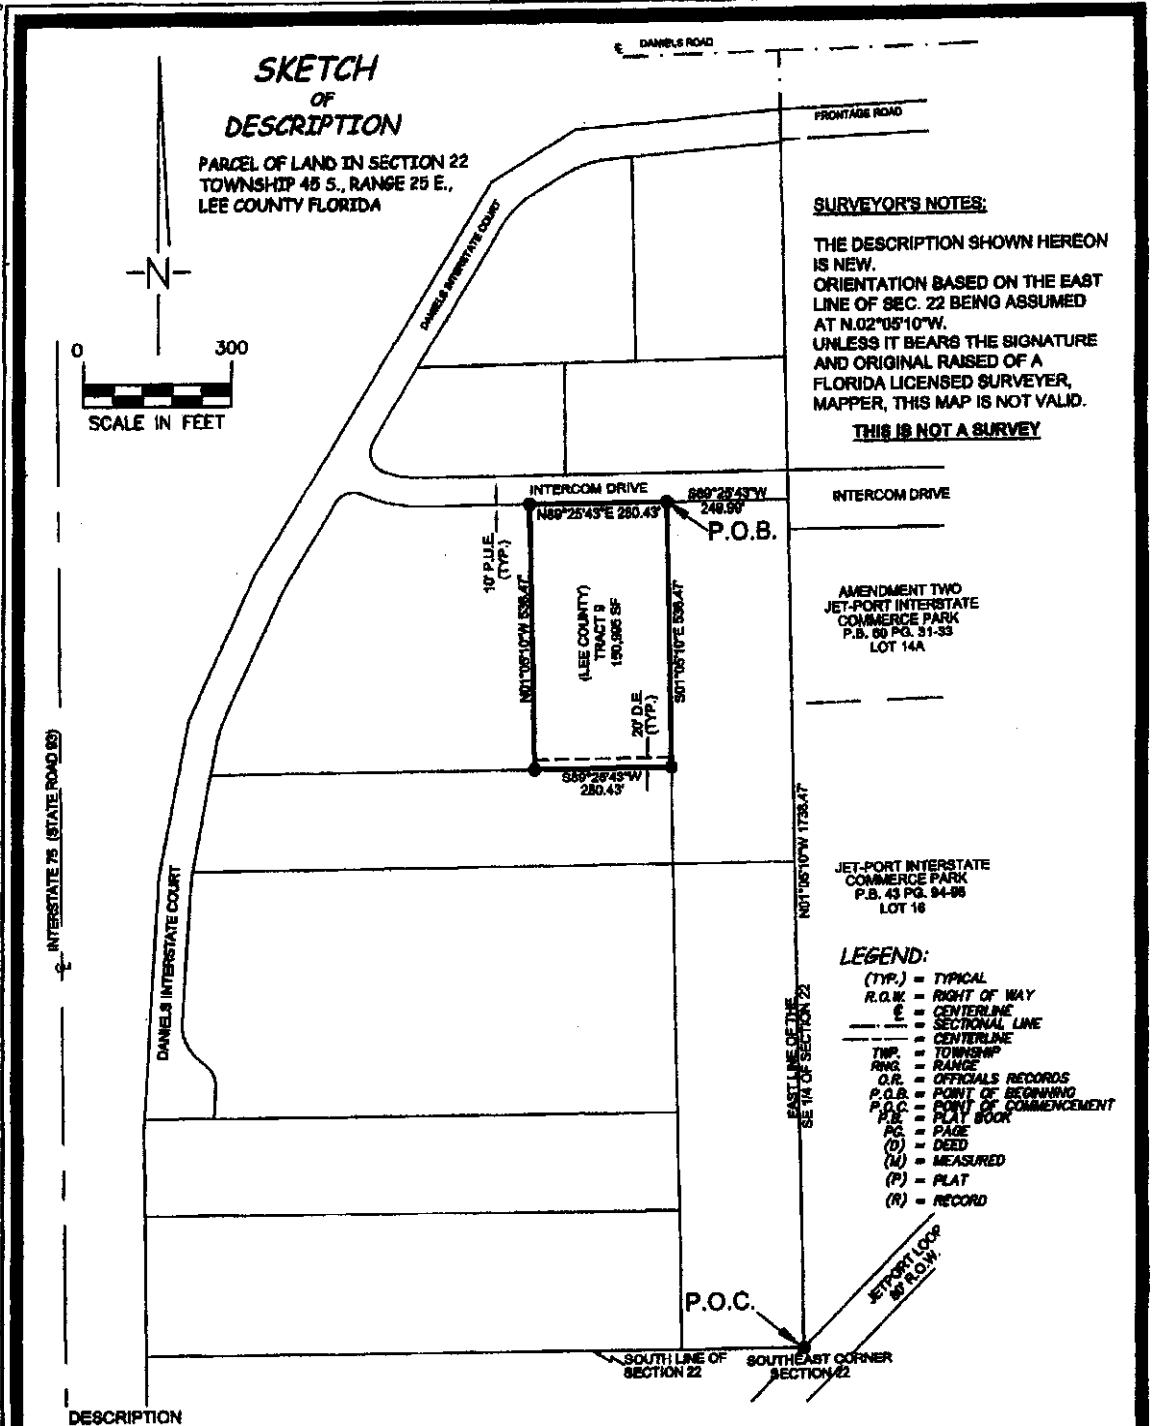 ℄ DANIELS ROAD
SKETCH
OF
DESCRIPTION
PARCEL OF LAND IN SECTION 22
TOWNSHIP 45 S., RANGE 25 E.,
LEE COUNTY FLORIDA
FRONTAGE ROAD
DANIELS INTERSTATE COURT
SURVEYOR'S NOTES:
THE DESCRIPTION SHOWN HEREON
IS NEW.
ORIENTATION BASED ON THE EAST
LINE OF SEC. 22 BEING ASSUMED
AT N.02°05'10"W.
UNLESS IT BEARS THE SIGNATURE
AND ORIGINAL RAISED OF A
FLORIDA LICENSED SURVEYER,
MAPPER, THIS MAP IS NOT VALID.
THIS IS NOT A SURVEY
N
0 300
SCALE IN FEET
INTERCOM DRIVE
N89°25'43"E 280.43'
S89°25'43"W
249.99'
INTERCOM DRIVE
P.O.B.
10' P.U.E.
(TYP.)
N01°05'10"W 538.47'
(LEE COUNTY)
TRACT 9
S01°05'10"E 538.47'
20' D.E.
(TYP.)
S89°25'43"W
280.43'
AMENDMENT TWO
JET-PORT INTERSTATE
COMMERCE PARK
P.B. 60 PG. 31-33
LOT 14A
INTERSTATE 75 (STATE ROAD 93)
℄
DANIELS INTERSTATE COURT
N01°05'10"W 1738.47'
EAST LINE OF THE
SE 1/4 OF SECTION 22
JET-PORT INTERSTATE
COMMERCE PARK
P.B. 43 PG. 94-95
LOT 16
LEGEND:
(TYP.) = TYPICAL
R.O.W. = RIGHT OF WAY
℄ = CENTERLINE
= SECTIONAL LINE
= CENTERLINE
TWP. = TOWNSHIP
RNG. = RANGE
O.R. = OFFICIALS RECORDS
P.O.B. = POINT OF BEGINNING
P.O.C. = POINT OF COMMENCEMENT
P.B. = PLAT BOOK
PG. = PAGE
(D) = DEED
(M) = MEASURED
(P) = PLAT
(R) = RECORD
JETPORT LOOP
80' R.O.W.
P.O.C.
SOUTH LINE OF
SECTION 22
SOUTHEAST CORNER
SECTION 22
DESCRIPTION